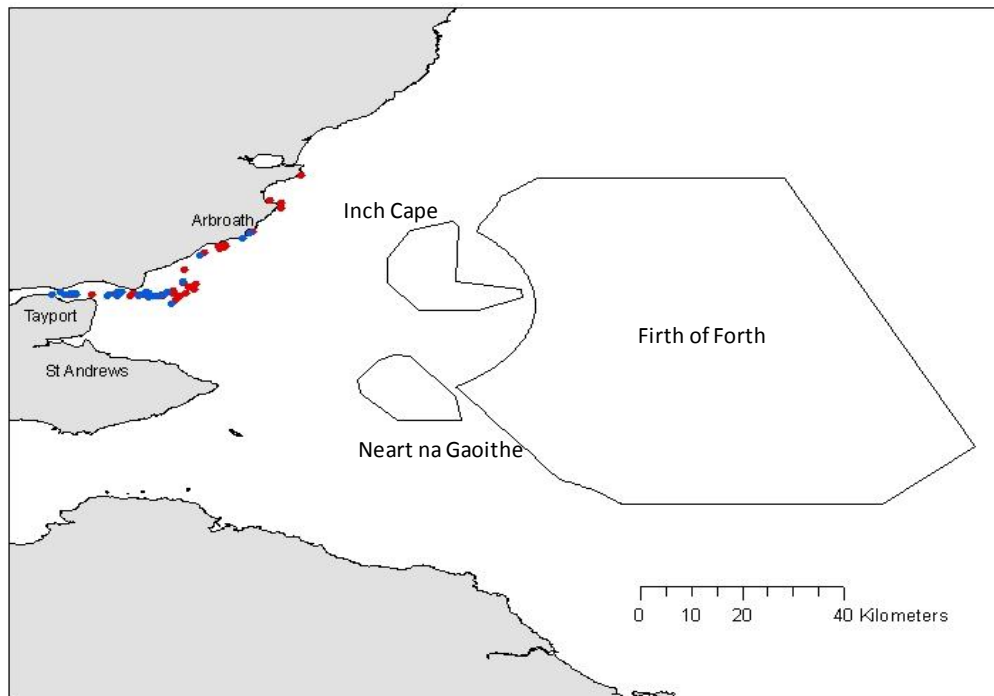 Inch Cape
Arbroath
Tayport
Firth of Forth
St Andrews
Neart na Gaoithe
0 10 20 40 Kilometers